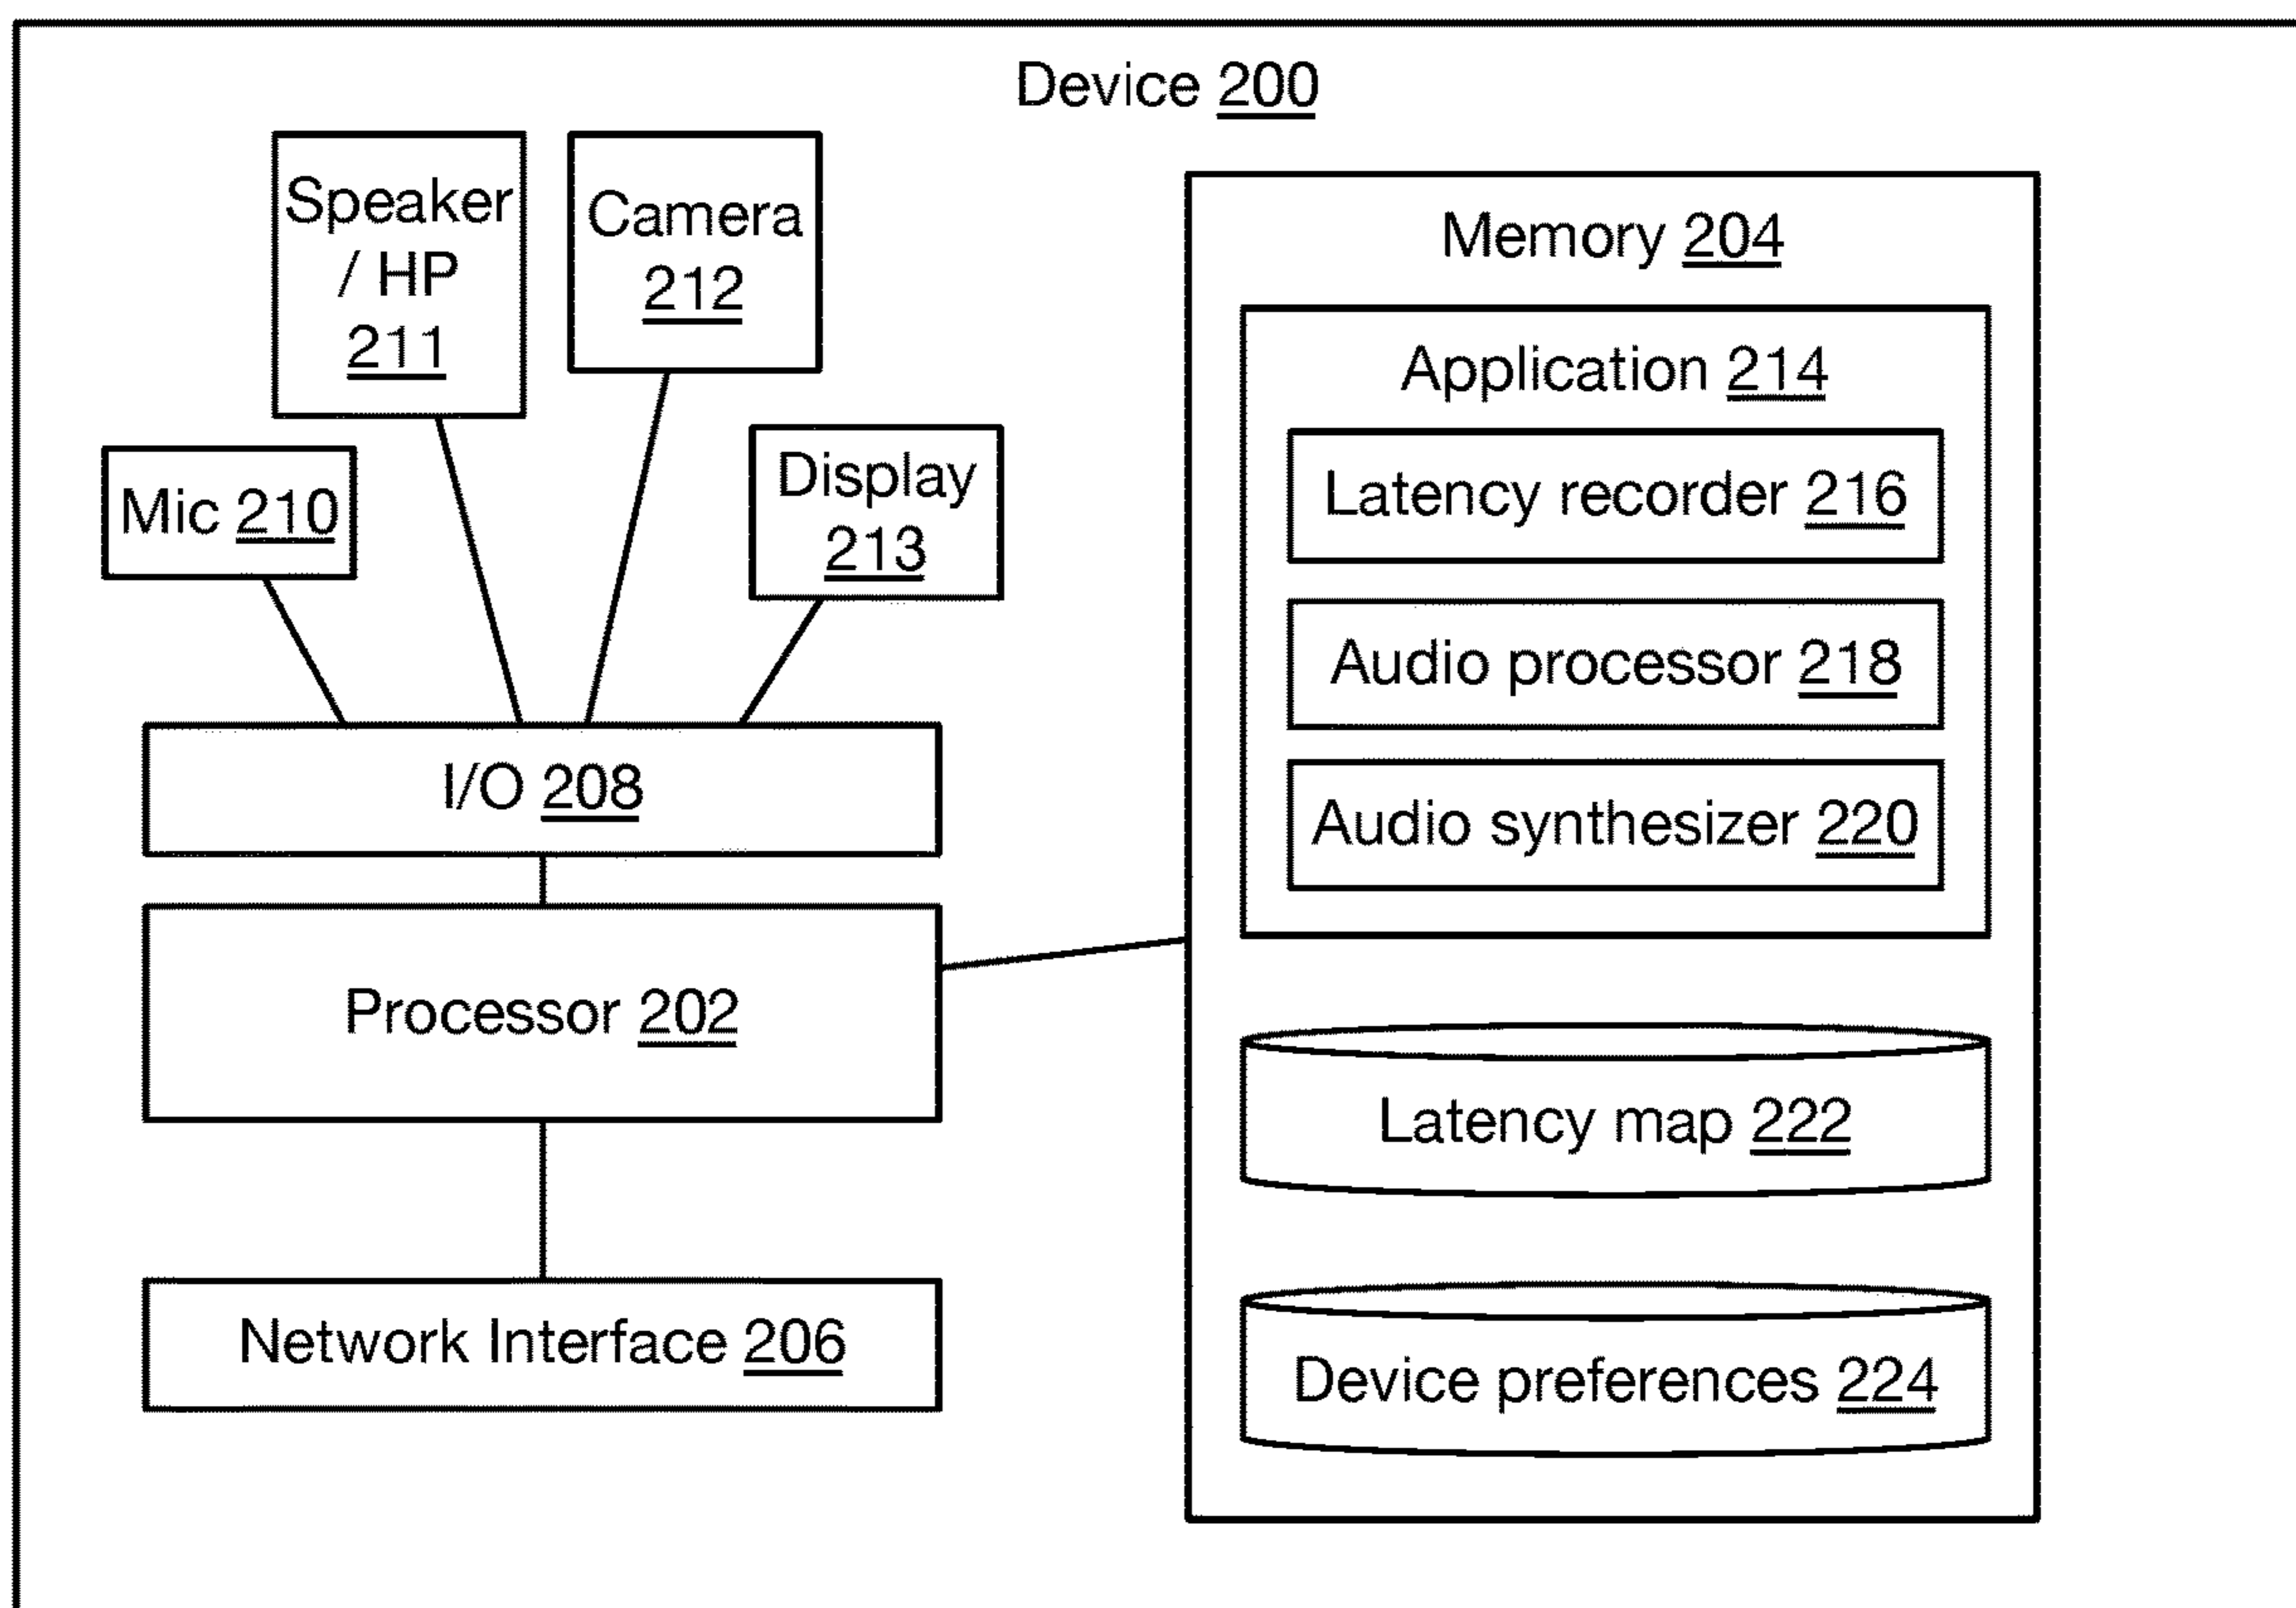 Device 200
Speaker
/ HP
211
Camera
212
Mic 210
Display
213
I/O 208
Processor 202
Network Interface 206
Memory 204
Application 214
Latency recorder 216
Audio processor 218
Audio synthesizer 220
Latency map 222
Device preferences 224